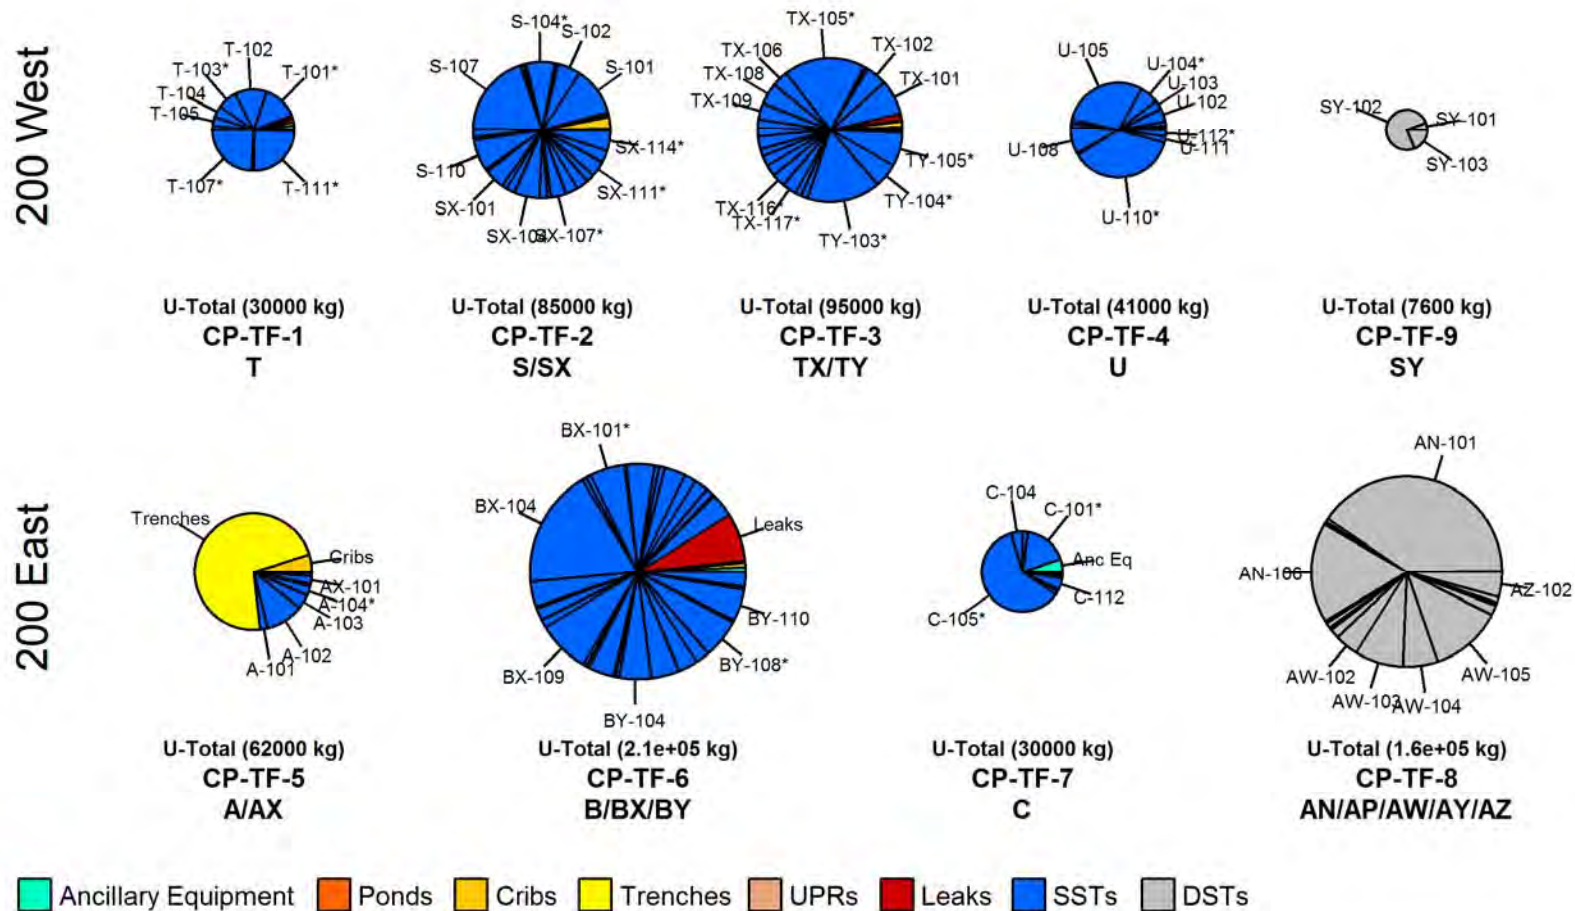 200 West
S-104*
S-102
S-107
S-101
S-110
SX-114*
SX-111*
SX-101
SX-104
SX-107*
T-102
T-103*
T-101*
T-104
T-105
T-107*
T-111*
TX-105*
TX-106
TX-102
TX-108
TX-101
TX-109
TY-105*
TX-116*
TY-104*
TX-117*
TY-103*
U-105
U-104*
U-103
U-102
U-112*
U-111
U-108
U-110*
SY-102
SY-101
SY-103
U-Total (30000 kg)
CP-TF-1
T
U-Total (85000 kg)
CP-TF-2
S/SX
U-Total (95000 kg)
CP-TF-3
TX/TY
U-Total (41000 kg)
CP-TF-4
U
U-Total (7600 kg)
CP-TF-9
SY
200 East
Trenches
Cribs
AX-101
A-104*
A-103
A-102
A-101
BX-101*
BX-104
Leaks
BY-110
BY-108*
BX-109
BY-104
C-104
C-101*
Anc Eq
C-112
C-105*
AN-101
AN-106
AZ-102
AW-105
AW-102
AW-103
AW-104
U-Total (62000 kg)
CP-TF-5
A/AX
U-Total (2.1e+05 kg)
CP-TF-6
B/BX/BY
U-Total (30000 kg)
CP-TF-7
C
U-Total (1.6e+05 kg)
CP-TF-8
AN/AP/AW/AY/AZ
Ancillary Equipment Ponds Cribs Trenches UPRs Leaks SSTs DSTs